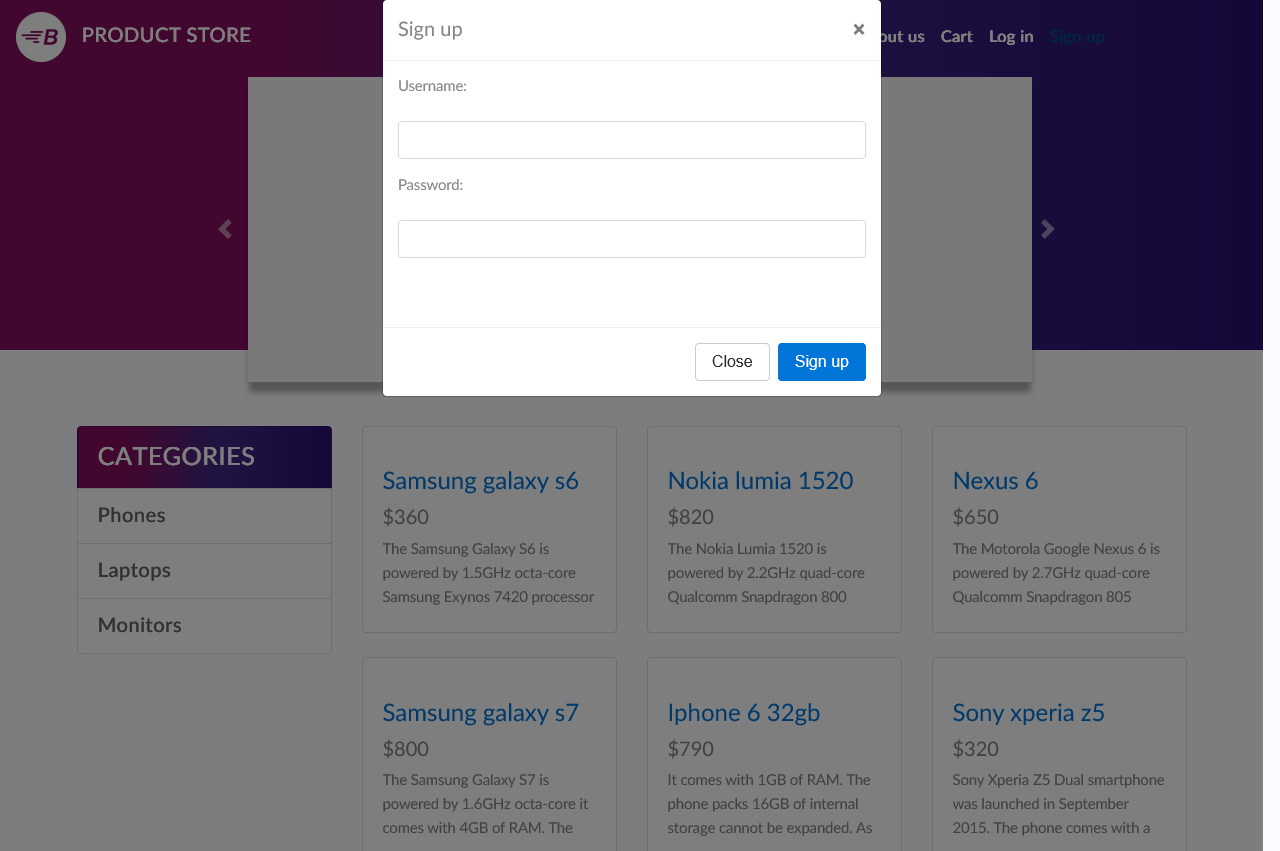 B PRODUCT STORE
out us Cart Log in Sign up
Sign up ×
Username:
Password:
Close Sign up
CATEGORIES
Phones
Laptops
Monitors
Samsung galaxy s6
$360
The Samsung Galaxy S6 is
powered by 1.5GHz octa-core
Samsung Exynos 7420 processor
Nokia lumia 1520
$820
The Nokia Lumia 1520 is
powered by 2.2GHz quad-core
Qualcomm Snapdragon 800
Nexus 6
$650
The Motorola Google Nexus 6 is
powered by 2.7GHz quad-core
Qualcomm Snapdragon 805
Samsung galaxy s7
$800
The Samsung Galaxy S7 is
powered by 1.6GHz octa-core it
comes with 4GB of RAM. The
Iphone 6 32gb
$790
It comes with 1GB of RAM. The
phone packs 16GB of internal
storage cannot be expanded. As
Sony xperia z5
$320
Sony Xperia Z5 Dual smartphone
was launched in September
2015. The phone comes with a